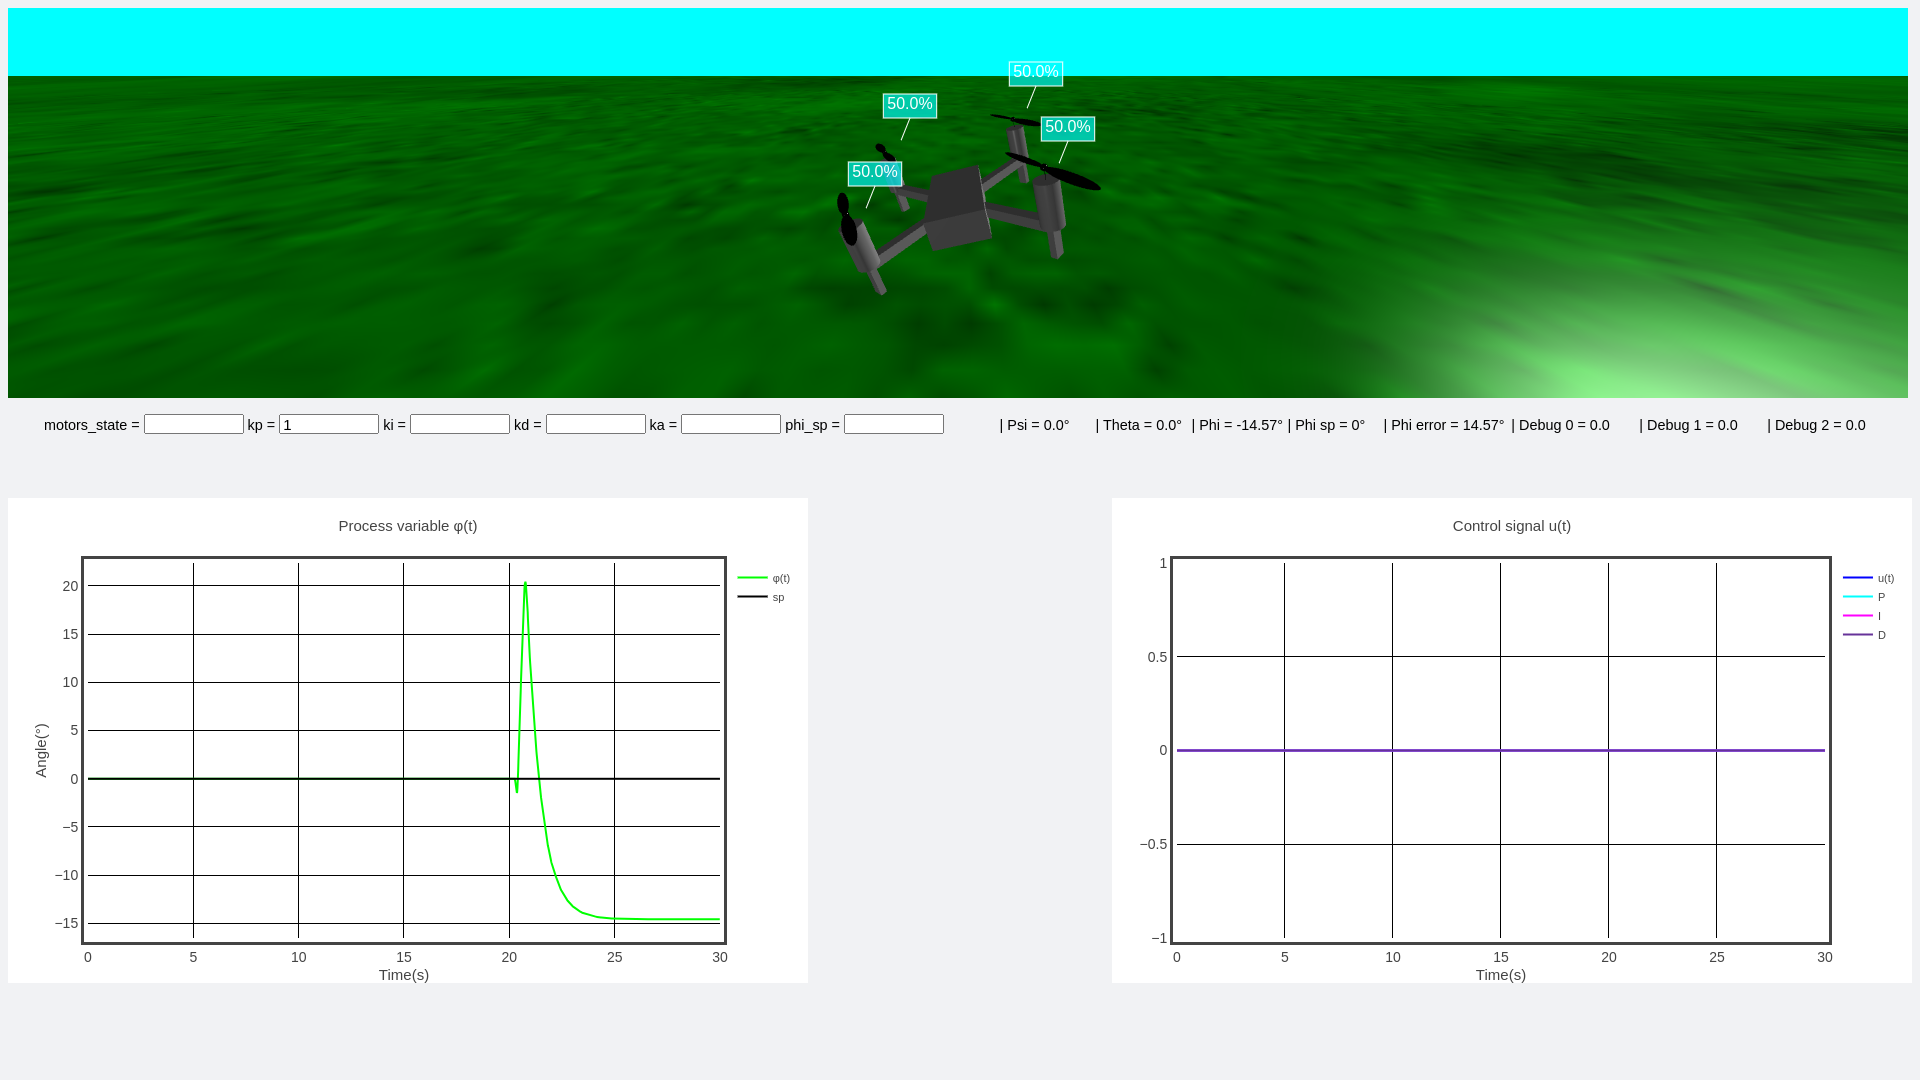 50.0%
50.0%
50.0%
50.0%
motors_state = kp = 1 ki = kd = ka = phi_sp = | Psi = 0.0° | Theta = 0.0° | Phi = -14.57° | Phi sp = 0° | Phi error = 14.57° | Debug 0 = 0.0 | Debug 1 = 0.0 | Debug 2 = 0.0
Process variable φ(t)
20
15
10
5
0
−5
−10
−15
Angle(°)
0 5 10 15 20 25 30
Time(s)
φ(t)
sp
Control signal u(t)
1
0.5
0
−0.5
−1
0 5 10 15 20 25 30
Time(s)
u(t)
P
I
D